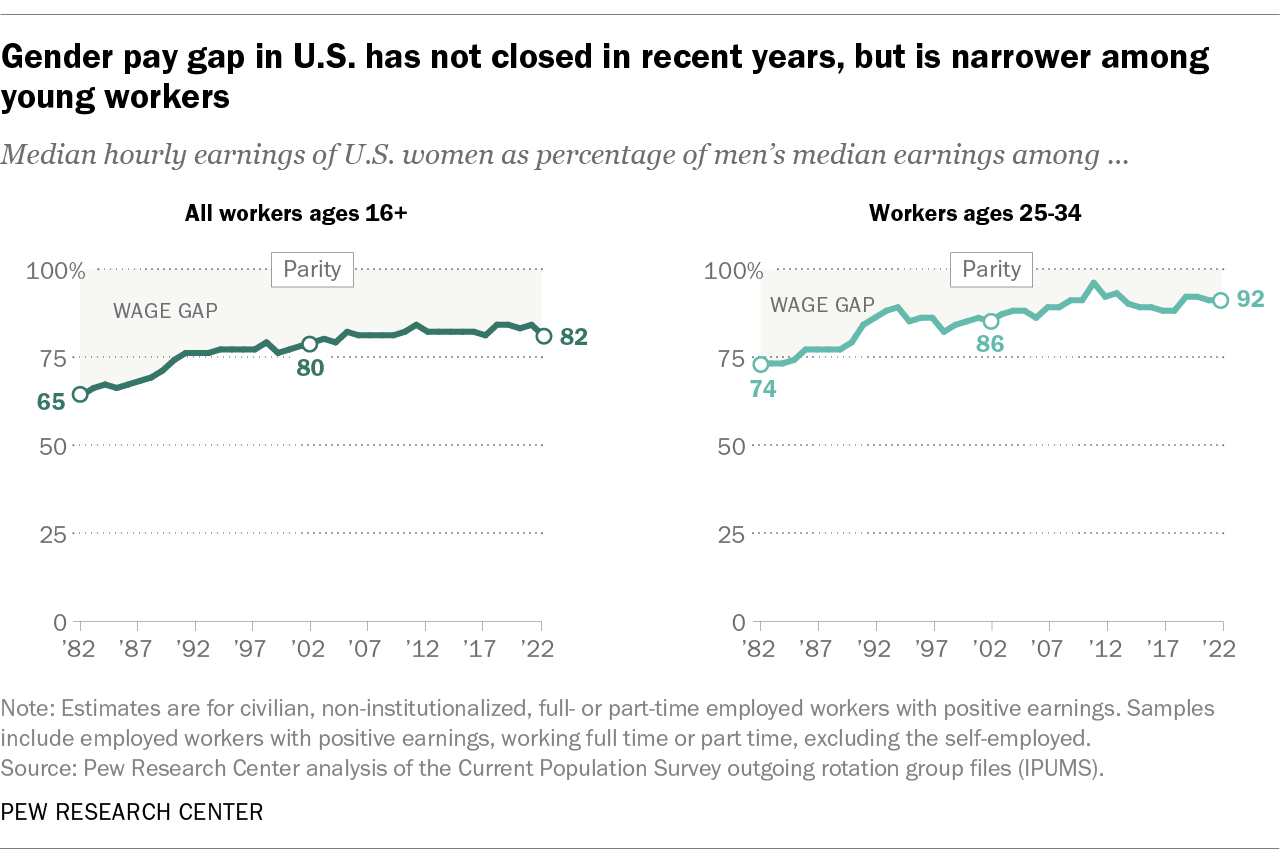 Gender pay gap in U.S. has not closed in recent years, but is narrower among
young workers
Median hourly earnings of U.S. women as percentage of men’s median earnings among ...
All workers ages 16+
100%
Parity
WAGE GAP
82
75
80
65
50
25
0
’82 ’87 ’92 ’97 ’02 ’07 ’12 ’17 ’22
Workers ages 25-34
100%
Parity
WAGE GAP
92
86
75
74
50
25
0
’82 ’87 ’92 ’97 ’02 ’07 ’12 ’17 ’22
Note: Estimates are for civilian, non-institutionalized, full- or part-time employed workers with positive earnings. Samples
include employed workers with positive earnings, working full time or part time, excluding the self-employed.
Source: Pew Research Center analysis of the Current Population Survey outgoing rotation group files (IPUMS).
PEW RESEARCH CENTER